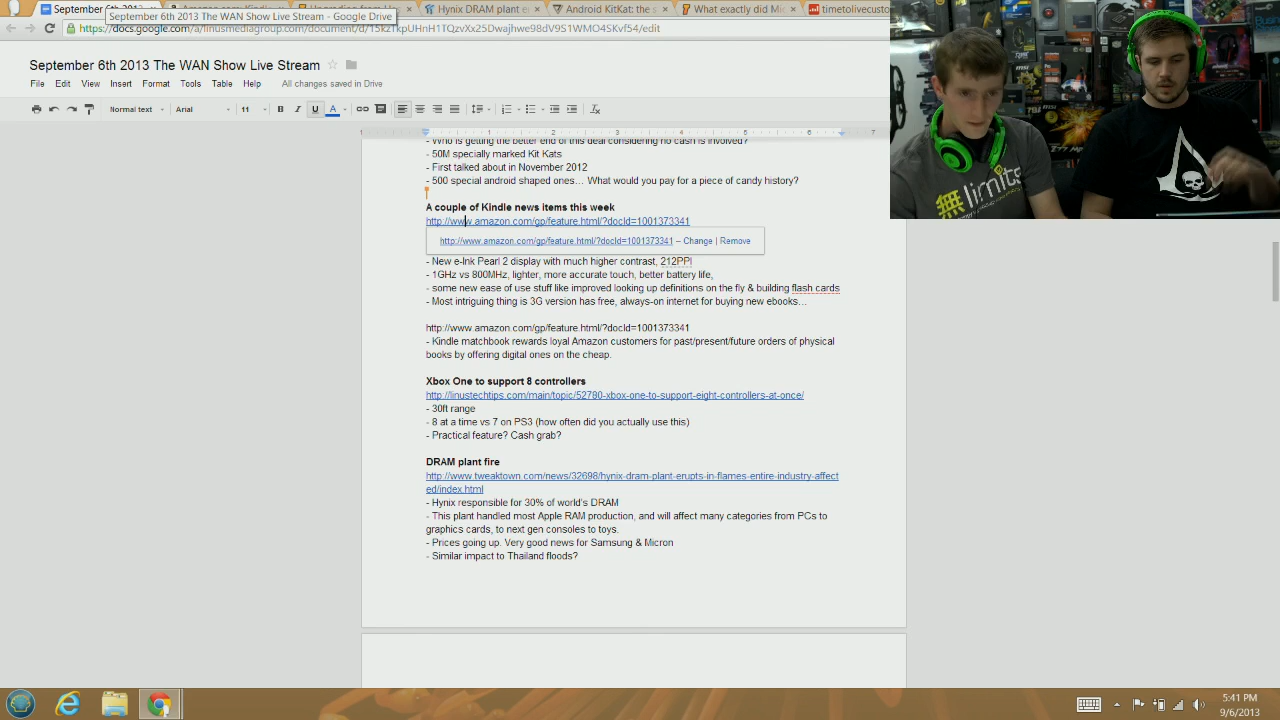 September 6th
Hynix DRAM plant e
Android KitKat: the s
What exactly did Mi
timetolivecustom
September 6th 2013 The WAN Show Live Stream - Google Drive
September 6th 2013 The WAN Show Live Stream
File Edit View Insert Format Tools Table Help All changes saved in Drive
Normal text Arial 11 B I U A
1 1 2 3 4 5 6 7
- Who is getting the better end of this deal considering no cash is involved?
- 50M specially marked Kit Kats
- First talked about in November 2012
- 500 special android shaped ones... What would you pay for a piece of candy history?
A couple of Kindle news items this week
http://www.amazon.com/gp/feature.html/?docId=1001373341
http://www.amazon.com/gp/feature.html/?docId=1001373341 – Change | Remove
- New e-Ink Pearl 2 display with much higher contrast, 212PPI
- 1GHz vs 800MHz, lighter, more accurate touch, better battery life,
- some new ease of use stuff like improved looking up definitions on the fly & building flash cards
- Most intriguing thing is 3G version has free, always-on internet for buying new ebooks...
http://www.amazon.com/gp/feature.html/?docId=1001373341
- Kindle matchbook rewards loyal Amazon customers for past/present/future orders of physical
books by offering digital ones on the cheap.
Xbox One to support 8 controllers
http://linustechtips.com/main/topic/52780-xbox-one-to-support-eight-controllers-at-once/
- 30ft range
- 8 at a time vs 7 on PS3 (how often did you actually use this)
- Practical feature? Cash grab?
DRAM plant fire
http://www.tweaktown.com/news/32698/hynix-dram-plant-erupts-in-flames-entire-industry-affect
ed/index.html
- Hynix responsible for 30% of world's DRAM
- This plant handled most Apple RAM production, and will affect many categories from PCs to
graphics cards, to next gen consoles to toys.
- Prices going up. Very good news for Samsung & Micron
- Similar impact to Thailand floods?
無 limits
msi
5:41 PM
9/6/2013